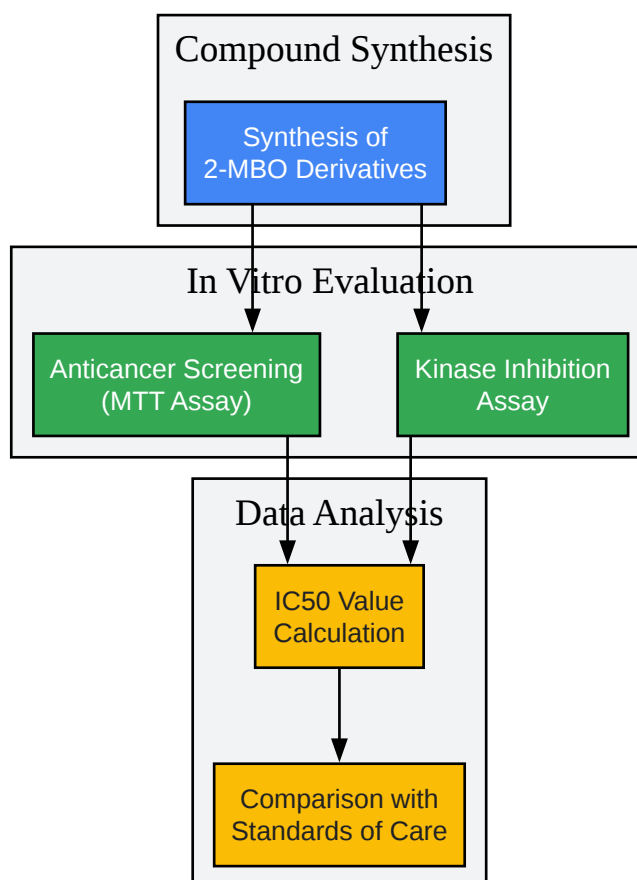 Compound Synthesis
Synthesis of
2-MBO Derivatives
In Vitro Evaluation
Anticancer Screening
(MTT Assay)
Kinase Inhibition
Assay
Data Analysis
IC50 Value
Calculation
Comparison with
Standards of Care